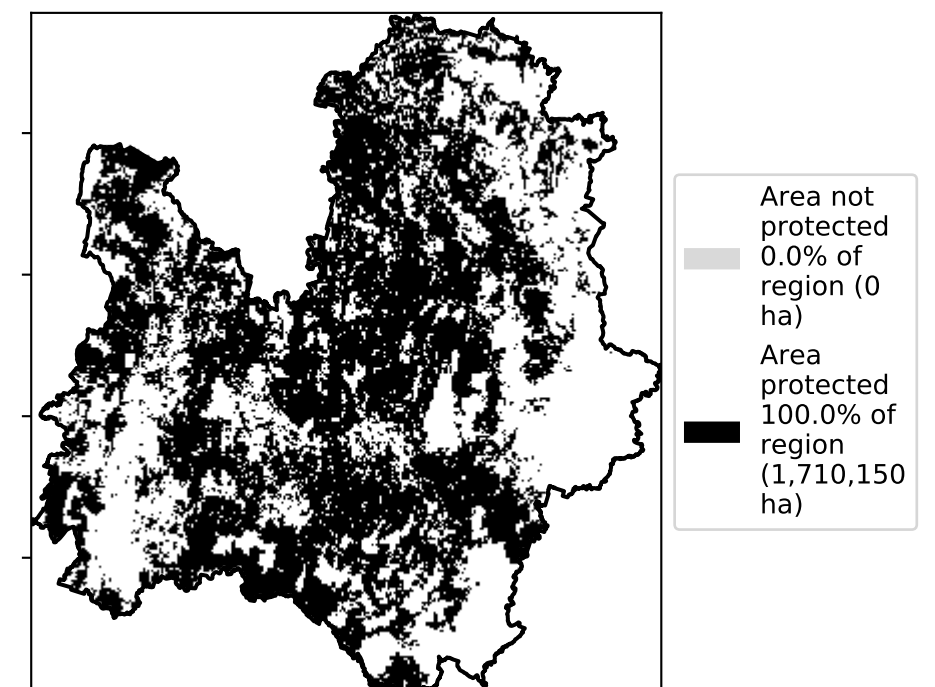 Area not
protected
0.0% of
region (0
ha)
Area
protected
100.0% of
region
(1,710,150
ha)